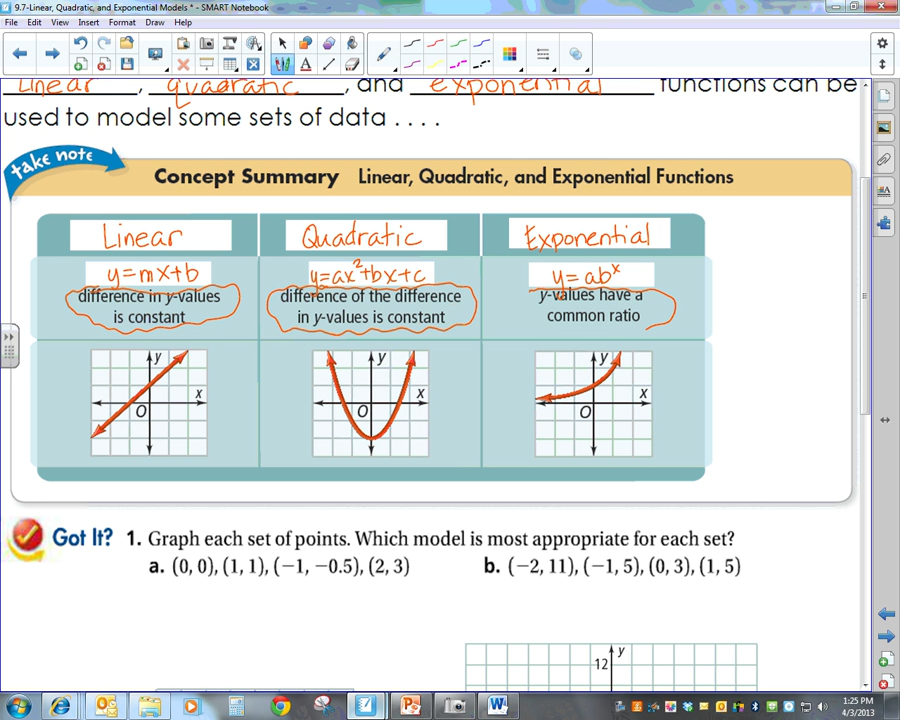 9.7-Linear, Quadratic, and Exponential Models * - SMART Notebook
File Edit View Insert Format Draw Help
Linear, quadratic, and exponential functions can be
used to model some sets of data . . . .
take note
Concept Summary Linear, Quadratic, and Exponential Functions
Linear Quadratic Exponential
y=mx+b y=ax²+bx+c y=abˣ
difference in y-values difference of the difference y-values have a
is constant in y-values is constant common ratio
y y y
x x x
O O O
Got It? 1. Graph each set of points. Which model is most appropriate for each set?
a. (0, 0), (1, 1), (−1, −0.5), (2, 3) b. (−2, 11), (−1, 5), (0, 3), (1, 5)
y
12
1:25 PM
4/3/2013